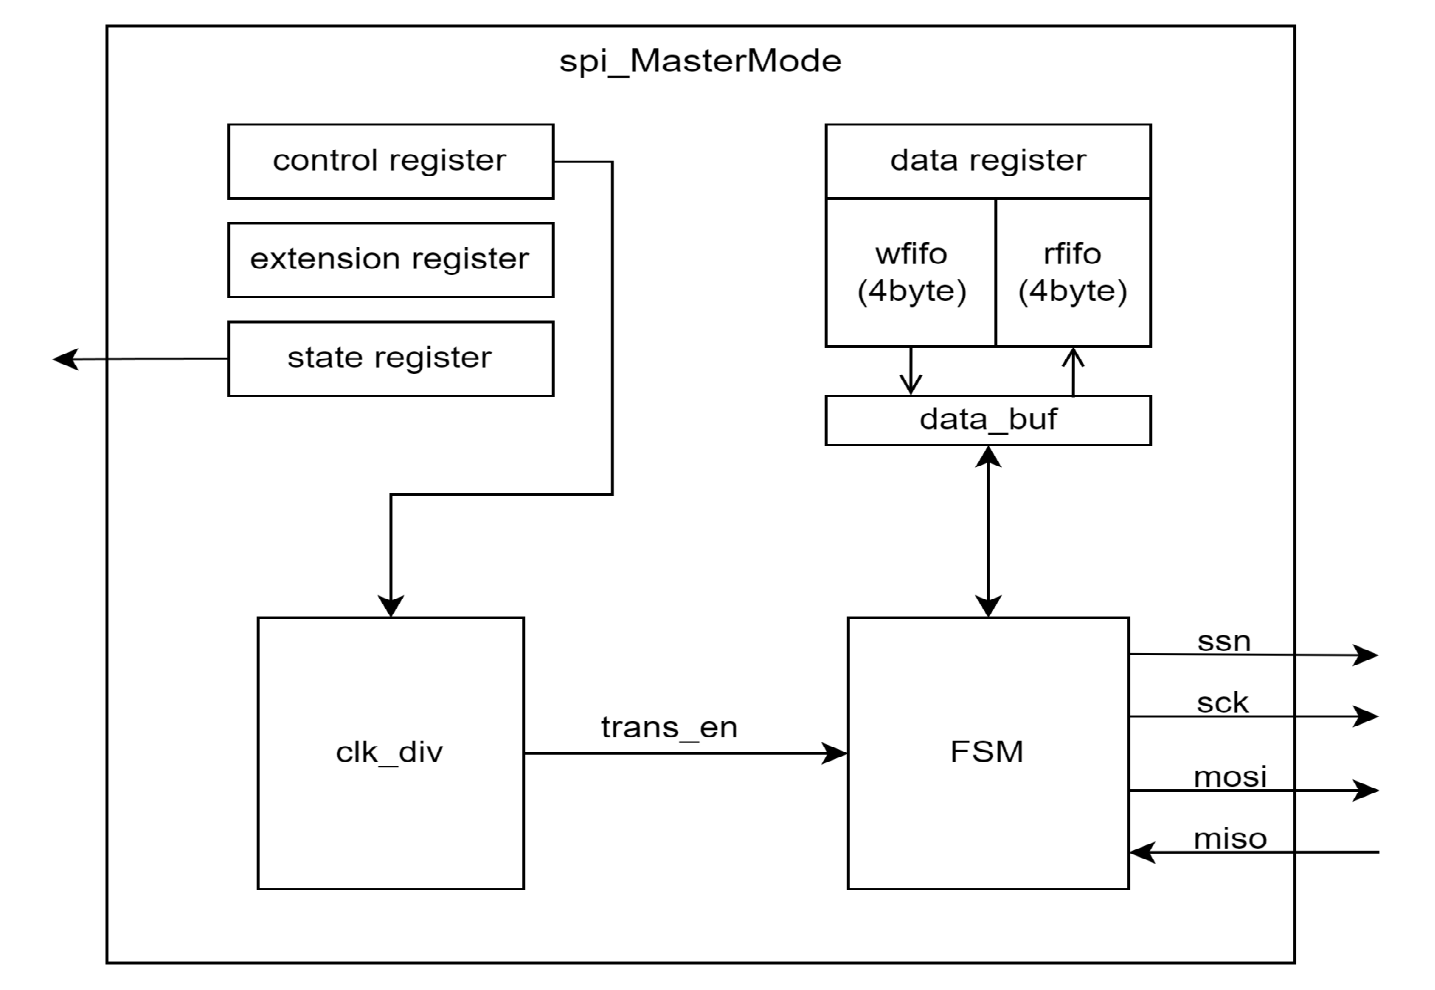 spi_MasterMode
control register
extension register
state register
data register
wfifo
(4byte)
rfifo
(4byte)
data_buf
clk_div
trans_en
FSM
ssn
sck
mosi
miso